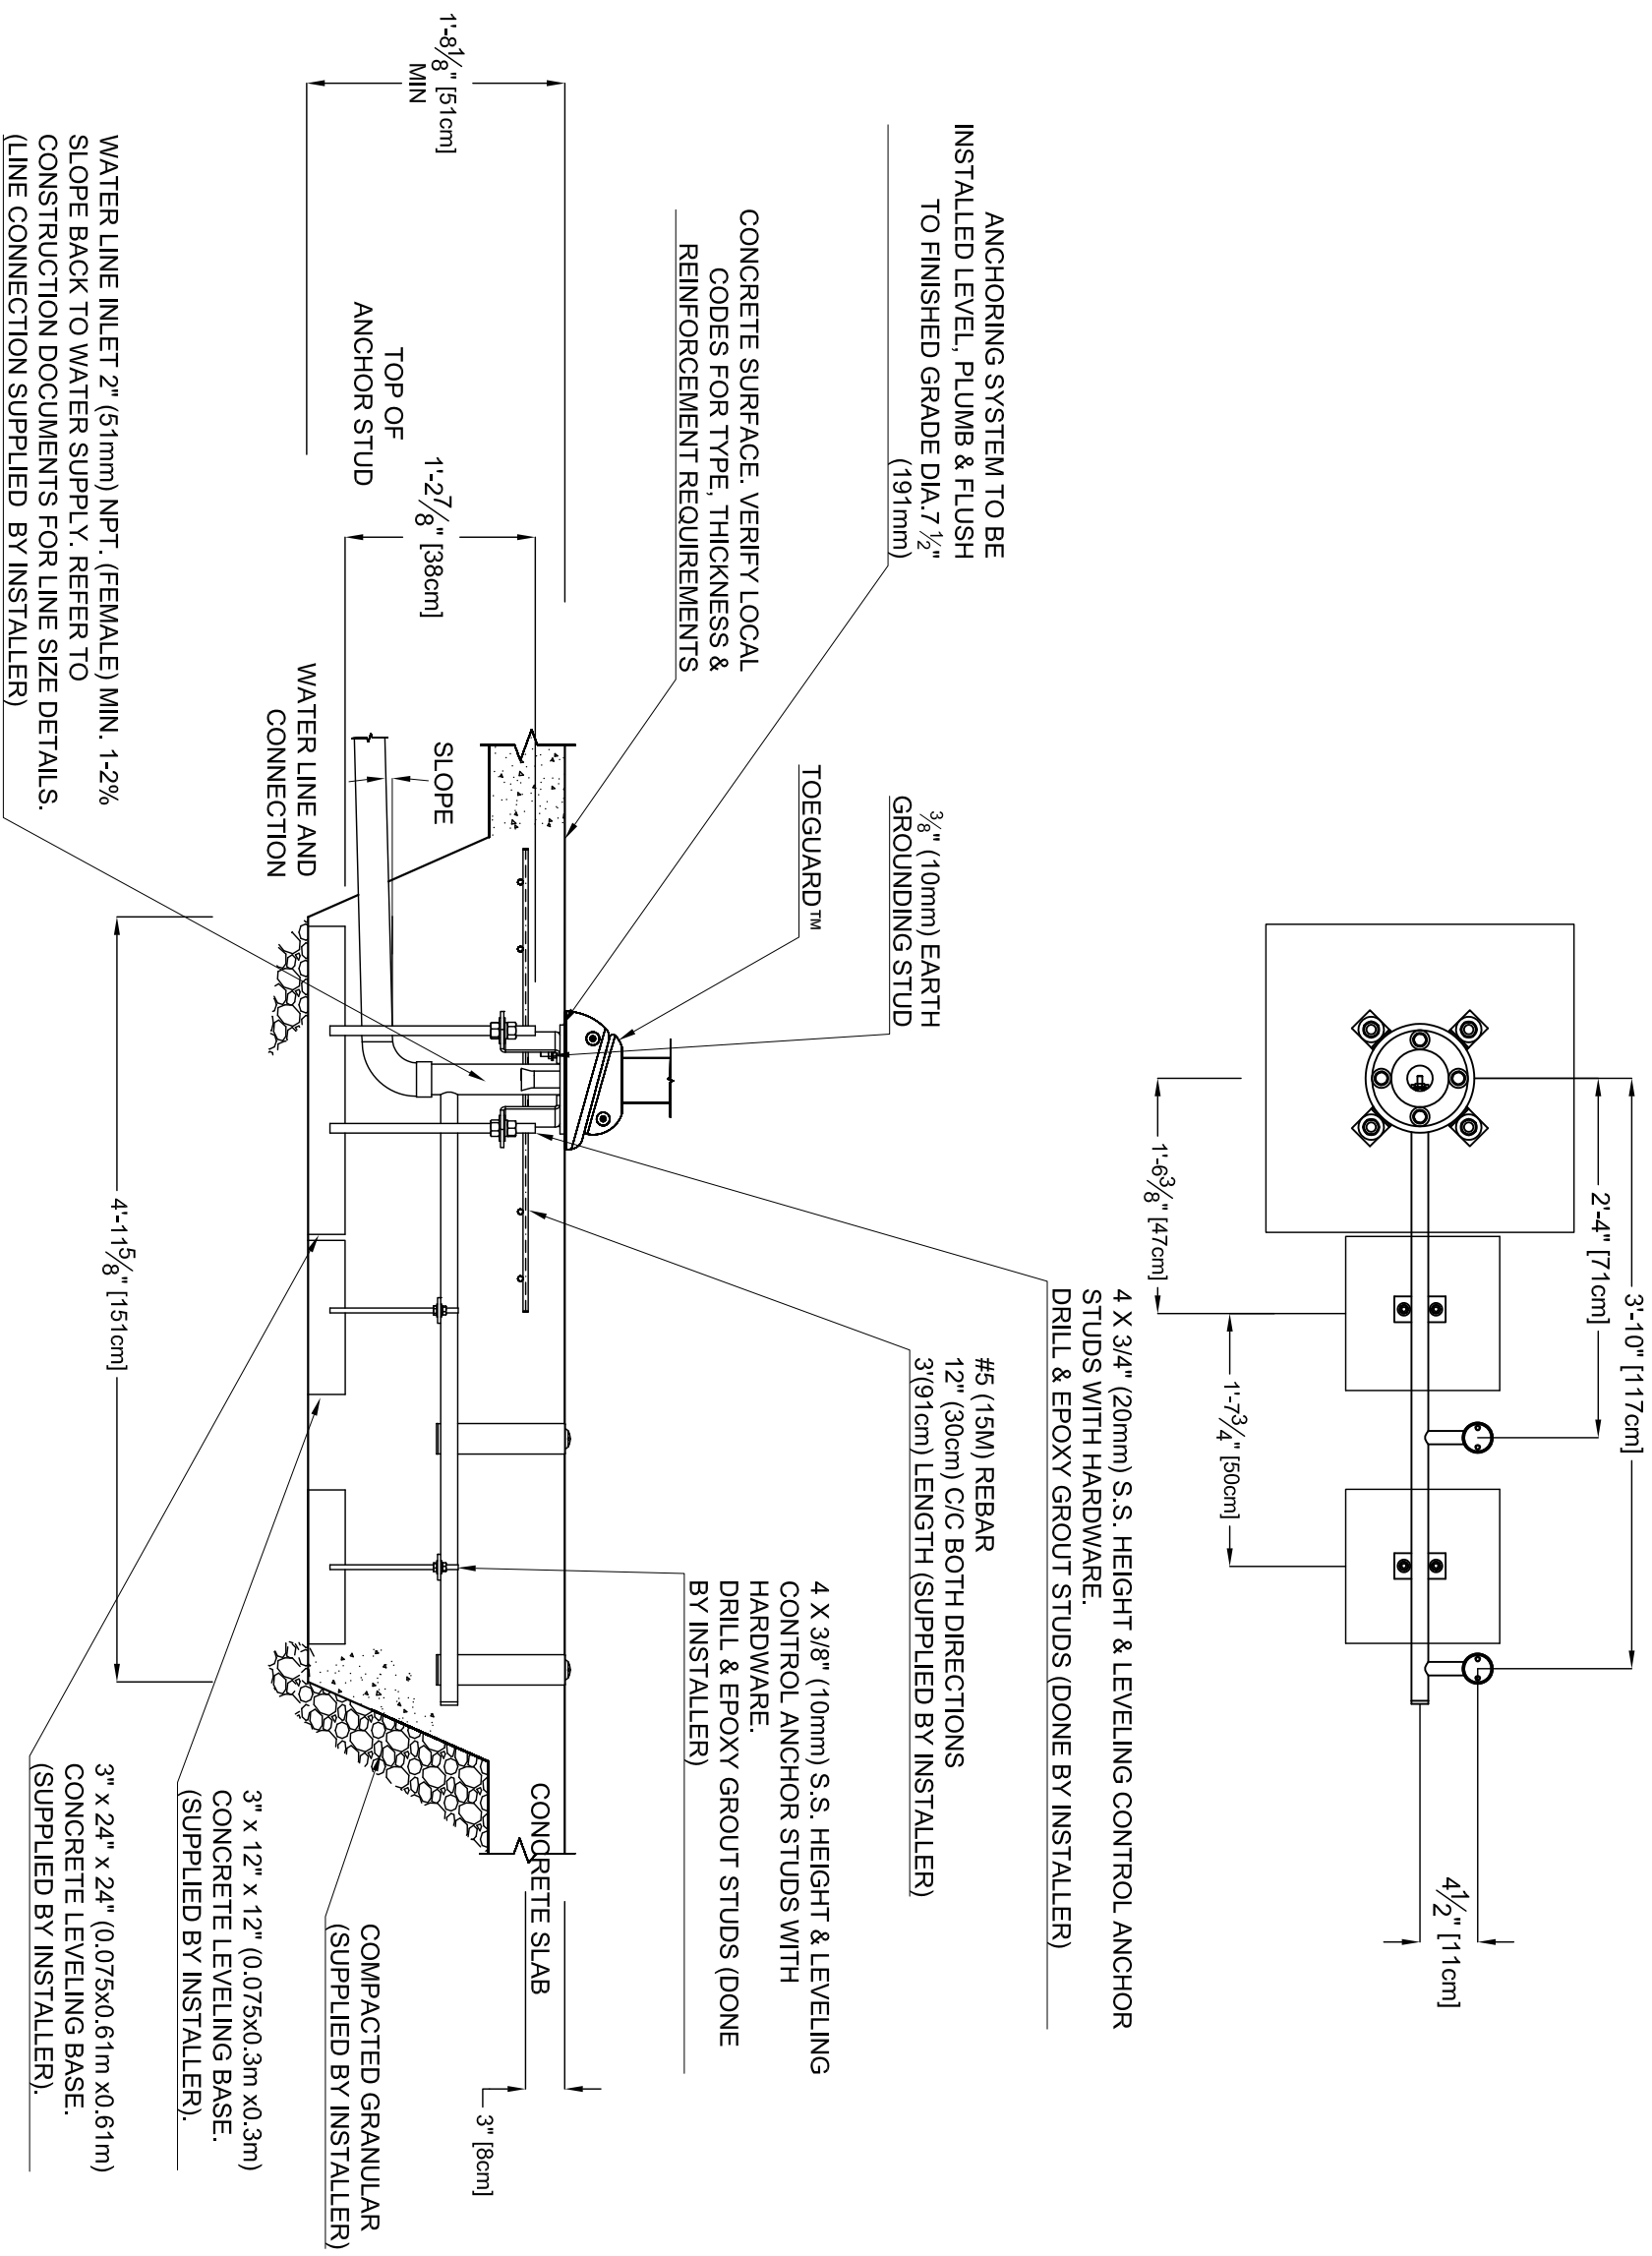 3'-10" [117cm]
2'-4" [71cm]
4 1/2" [11cm]
1'-6 3/8" [47cm]
1'-7 3/4" [50cm]
ANCHORING SYSTEM TO BE
INSTALLED LEVEL, PLUMB & FLUSH
TO FINISHED GRADE DIA.7 1/2"
(191mm)
CONCRETE SURFACE. VERIFY LOCAL
CODES FOR TYPE, THICKNESS &
REINFORCEMENT REQUIREMENTS
3/8" (10mm) EARTH
GROUNDING STUD
TOEGUARD™
4 X 3/4" (20mm) S.S. HEIGHT & LEVELING CONTROL ANCHOR
STUDS WITH HARDWARE.
DRILL & EPOXY GROUT STUDS (DONE BY INSTALLER)
#5 (15M) REBAR
12" (30cm) C/C BOTH DIRECTIONS
3'(91cm) LENGTH (SUPPLIED BY INSTALLER)
4 X 3/8" (10mm) S.S. HEIGHT & LEVELING
CONTROL ANCHOR STUDS WITH
HARDWARE.
DRILL & EPOXY GROUT STUDS (DONE
BY INSTALLER)
1'-8 1/8" [51cm]
MIN
TOP OF
ANCHOR STUD
1'-2 7/8" [38cm]
SLOPE
WATER LINE AND
CONNECTION
CONCRETE SLAB
3" [8cm]
COMPACTED GRANULAR
(SUPPLIED BY INSTALLER)
3" x 12" x 12" (0.075x0.3m x0.3m)
CONCRETE LEVELING BASE.
(SUPPLIED BY INSTALLER).
4'-11 5/8" [151cm]
3" x 24" x 24" (0.075x0.61m x0.61m)
CONCRETE LEVELING BASE.
(SUPPLIED BY INSTALLER).
WATER LINE INLET 2" (51mm) NPT. (FEMALE) MIN. 1-2%
SLOPE BACK TO WATER SUPPLY. REFER TO
CONSTRUCTION DOCUMENTS FOR LINE SIZE DETAILS.
(LINE CONNECTION SUPPLIED BY INSTALLER)